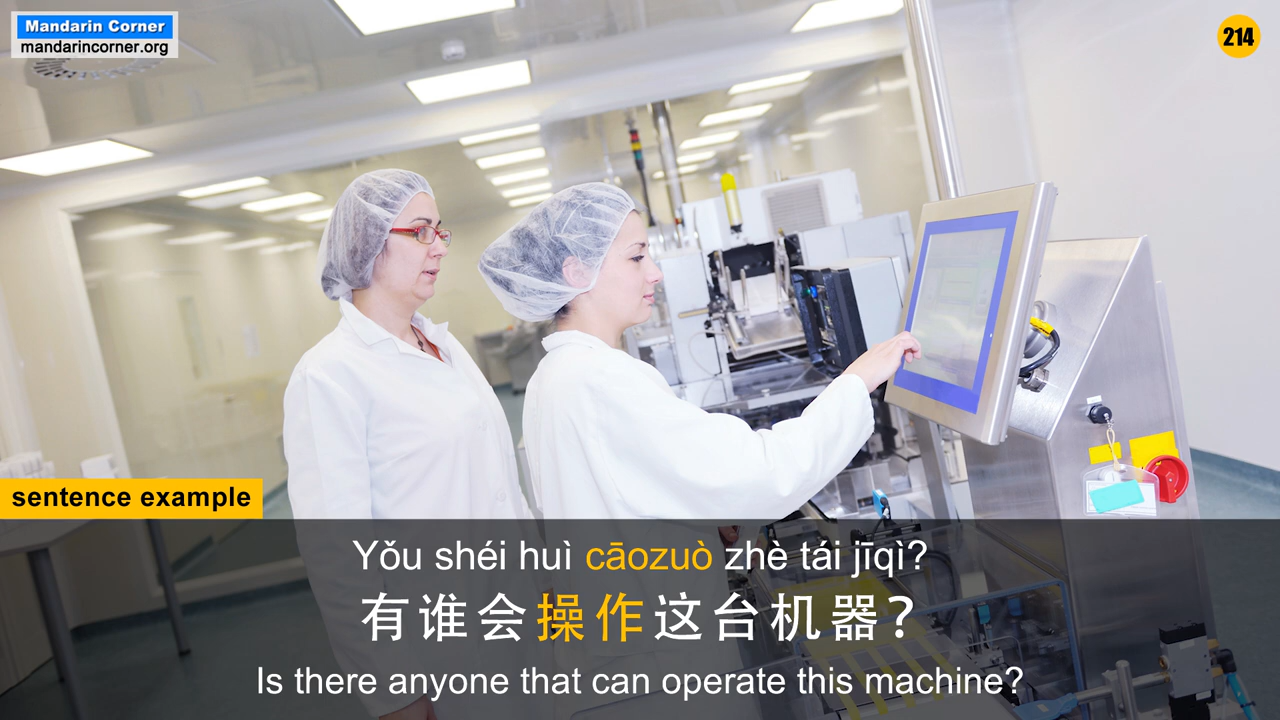 Mandarin Corner
mandarincorner.org
214
sentence example
Yǒu shéi huì cāozuò zhè tái jīqì?
有谁会操作这台机器？
Is there anyone that can operate this machine?